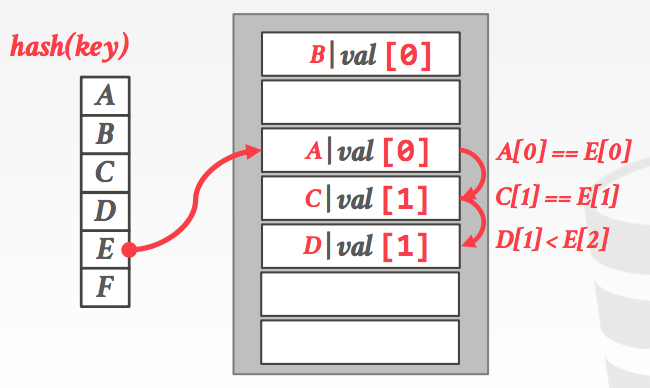 hash(key)
A
B
C
D
E
F
B|val [0]
A|val [0]
C|val [1]
D|val [1]
A[0] == E[0]
C[1] == E[1]
D[1] < E[2]